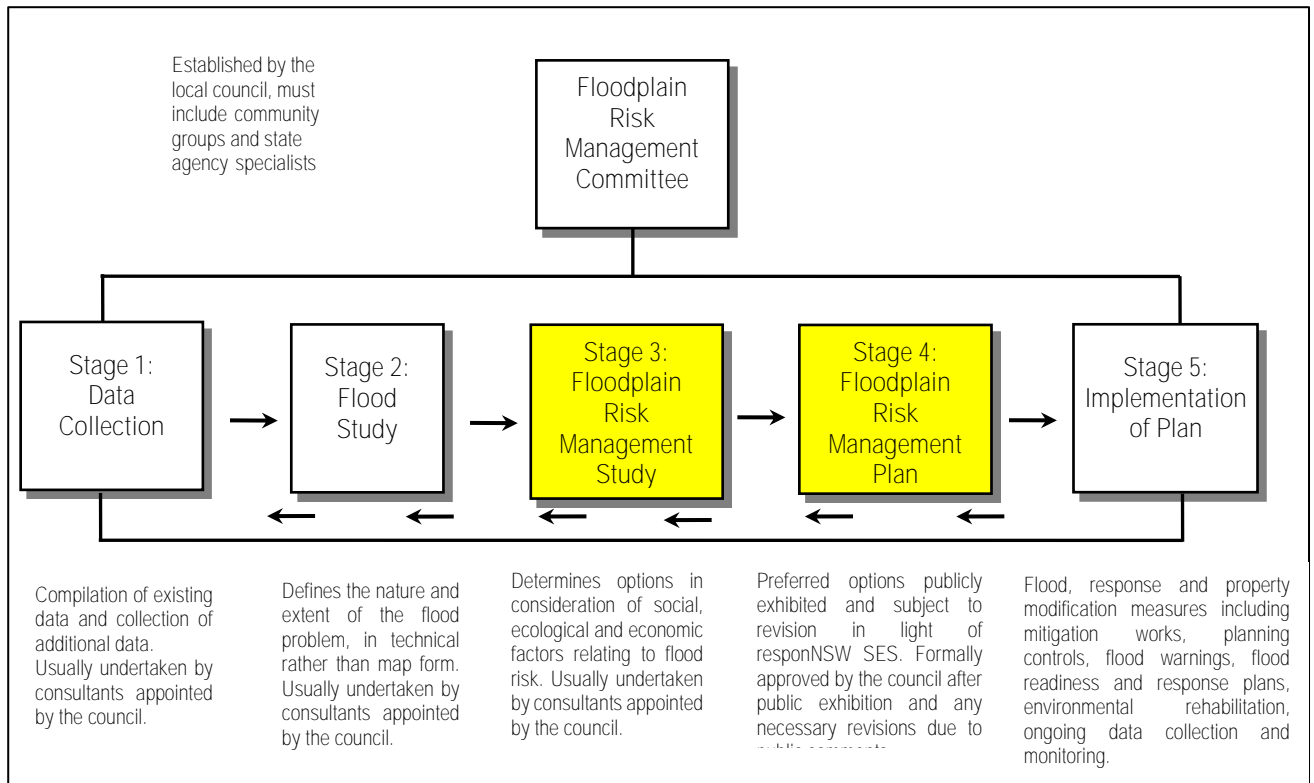 Established by the
local council, must
include community
groups and state
agency specialists
Floodplain
Risk
Management
Committee
Stage 1:
Data
Collection
Stage 2:
Flood
Study
Stage 3:
Floodplain
Risk
Management
Study
Stage 4:
Floodplain
Risk
Management
Plan
Stage 5:
Implementation
of Plan
Compilation of existing
data and collection of
additional data.
Usually undertaken by
consultants appointed
by the council.
Defines the nature and
extent of the flood
problem, in technical
rather than map form.
Usually undertaken by
consultants appointed
by the council.
Determines options in
consideration of social,
ecological and economic
factors relating to flood
risk. Usually undertaken
by consultants appointed
by the council.
Preferred options publicly
exhibited and subject to
revision in light of
responNSW SES. Formally
approved by the council after
public exhibition and any
necessary revisions due to
public comments
Flood, response and property
modification measures including
mitigation works, planning
controls, flood warnings, flood
readiness and response plans,
environmental rehabilitation,
ongoing data collection and
monitoring.